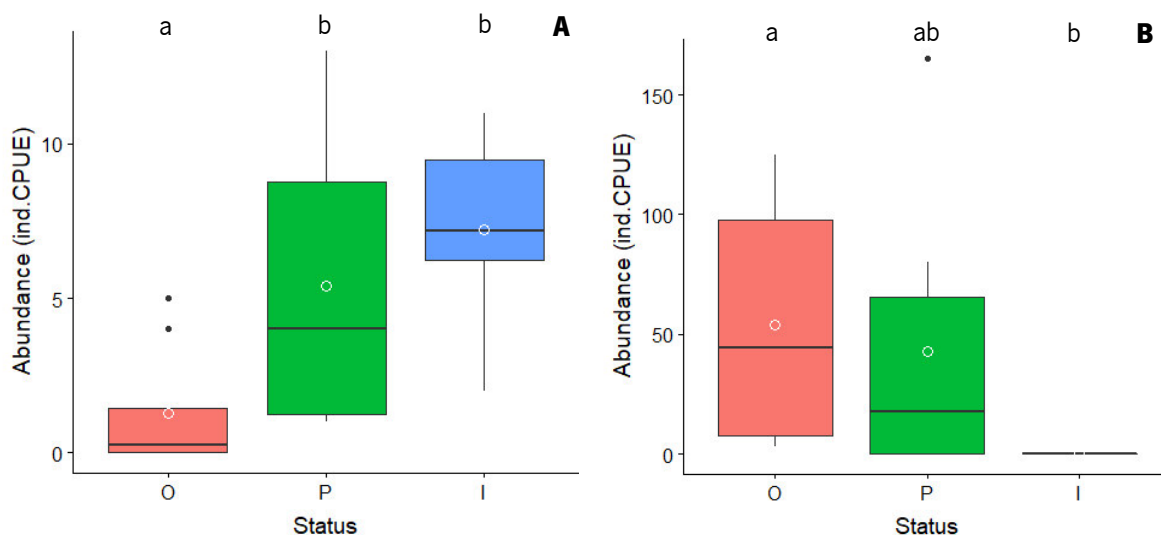 a b b A
Abundance (ind.CPUE)
10
5
0
O P I
Status
a ab b B
Abundance (ind.CPUE)
150
100
50
0
O P I
Status